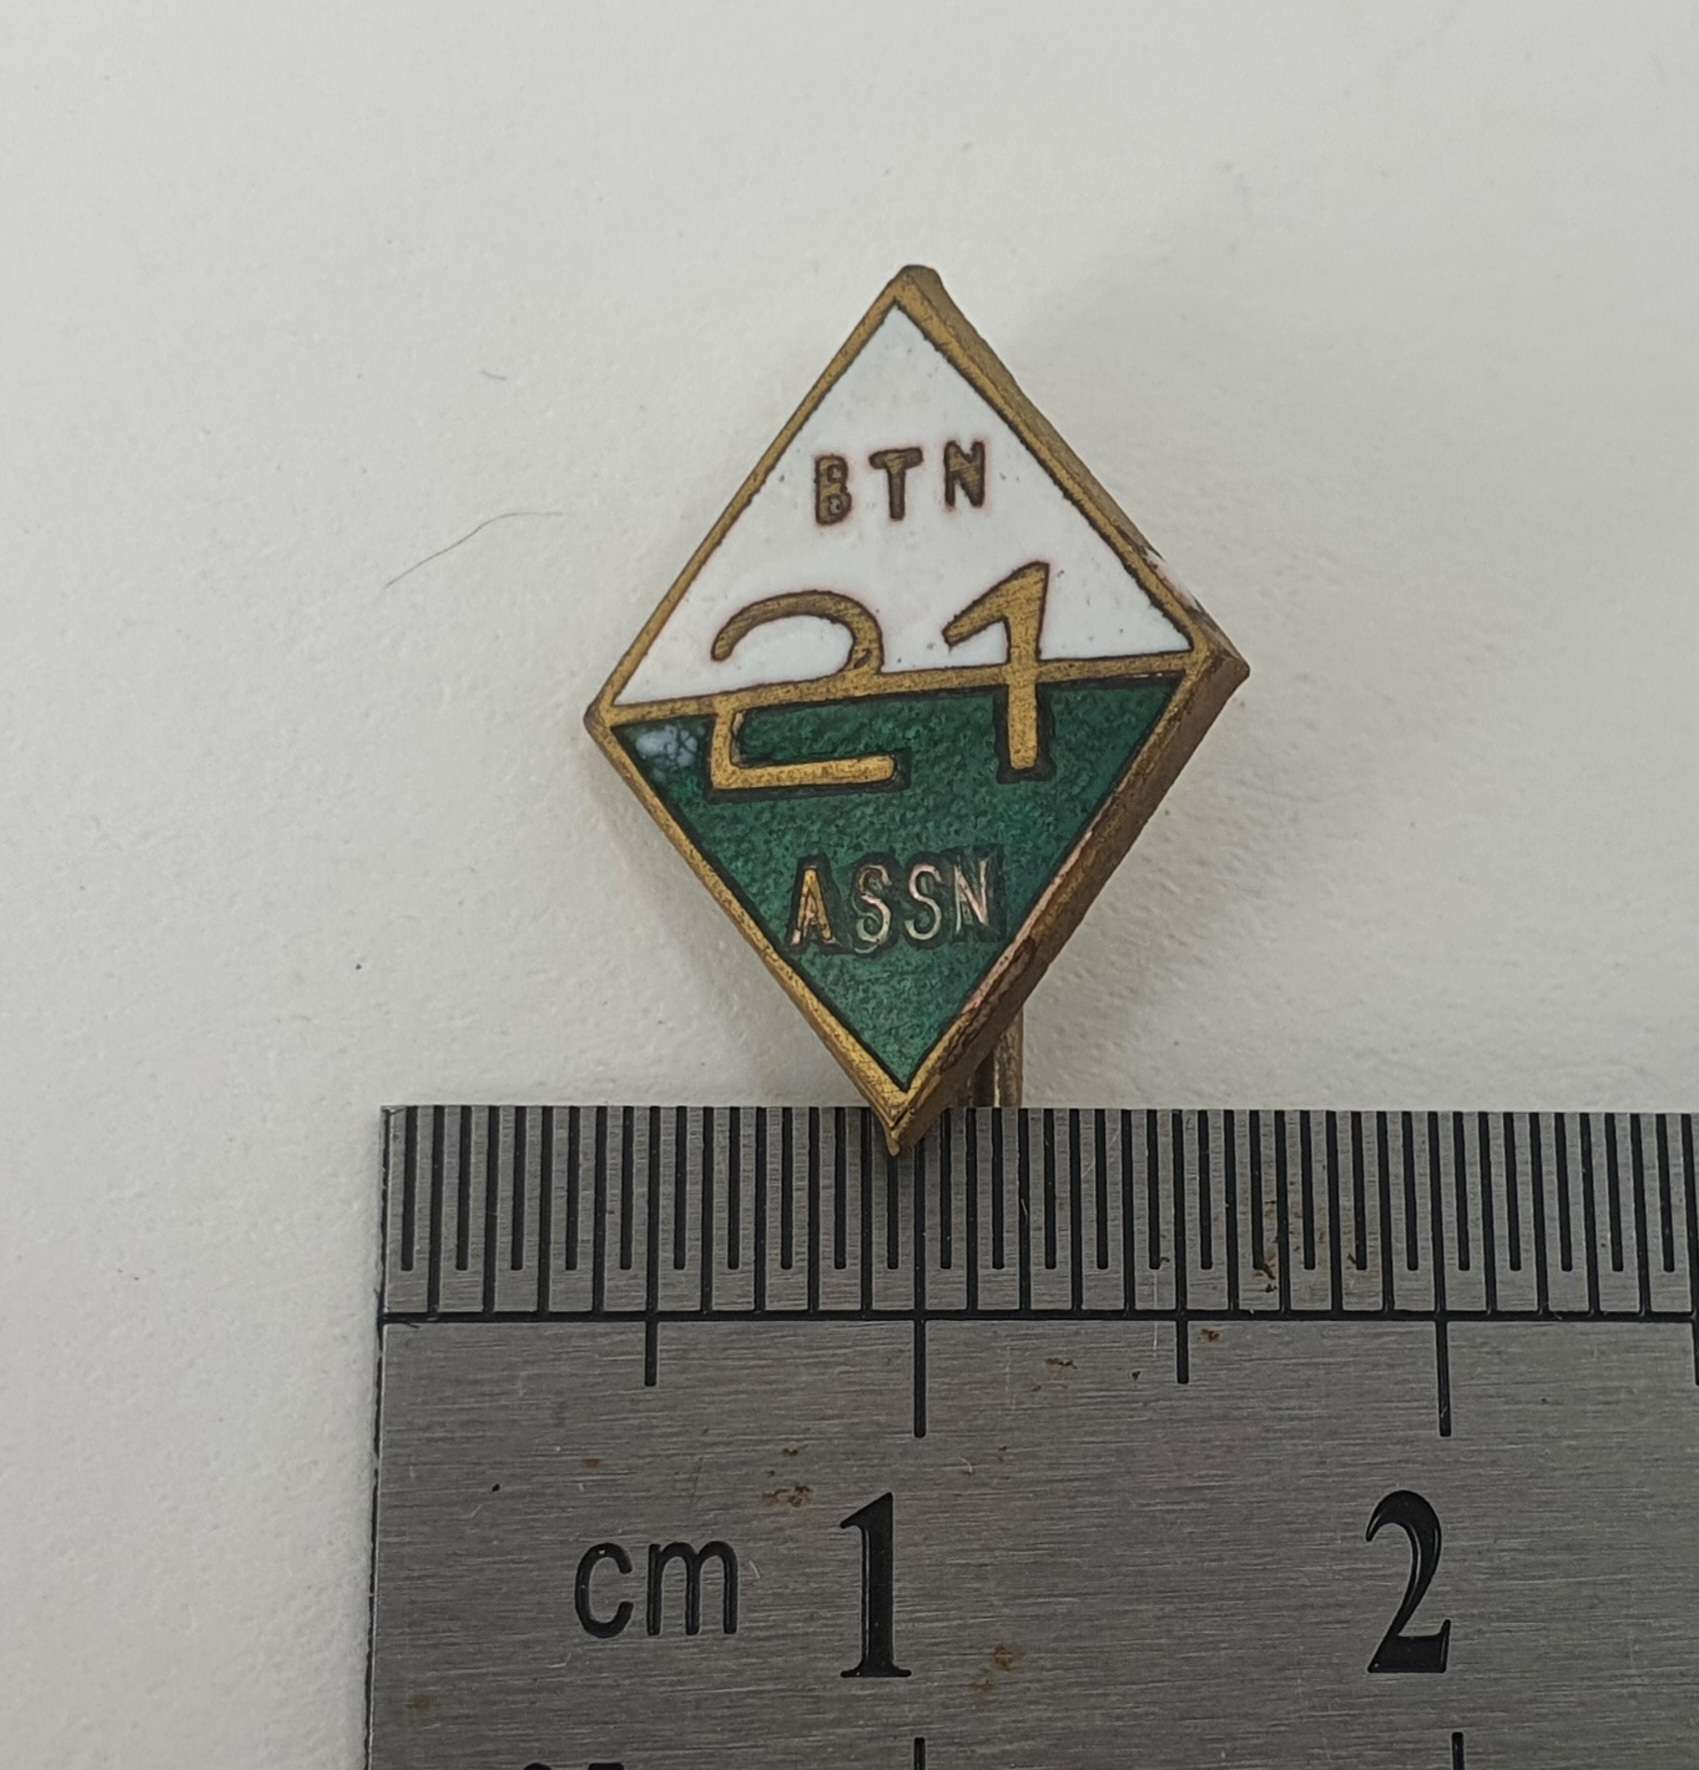 BTN
21
ASSN
cm 1 2